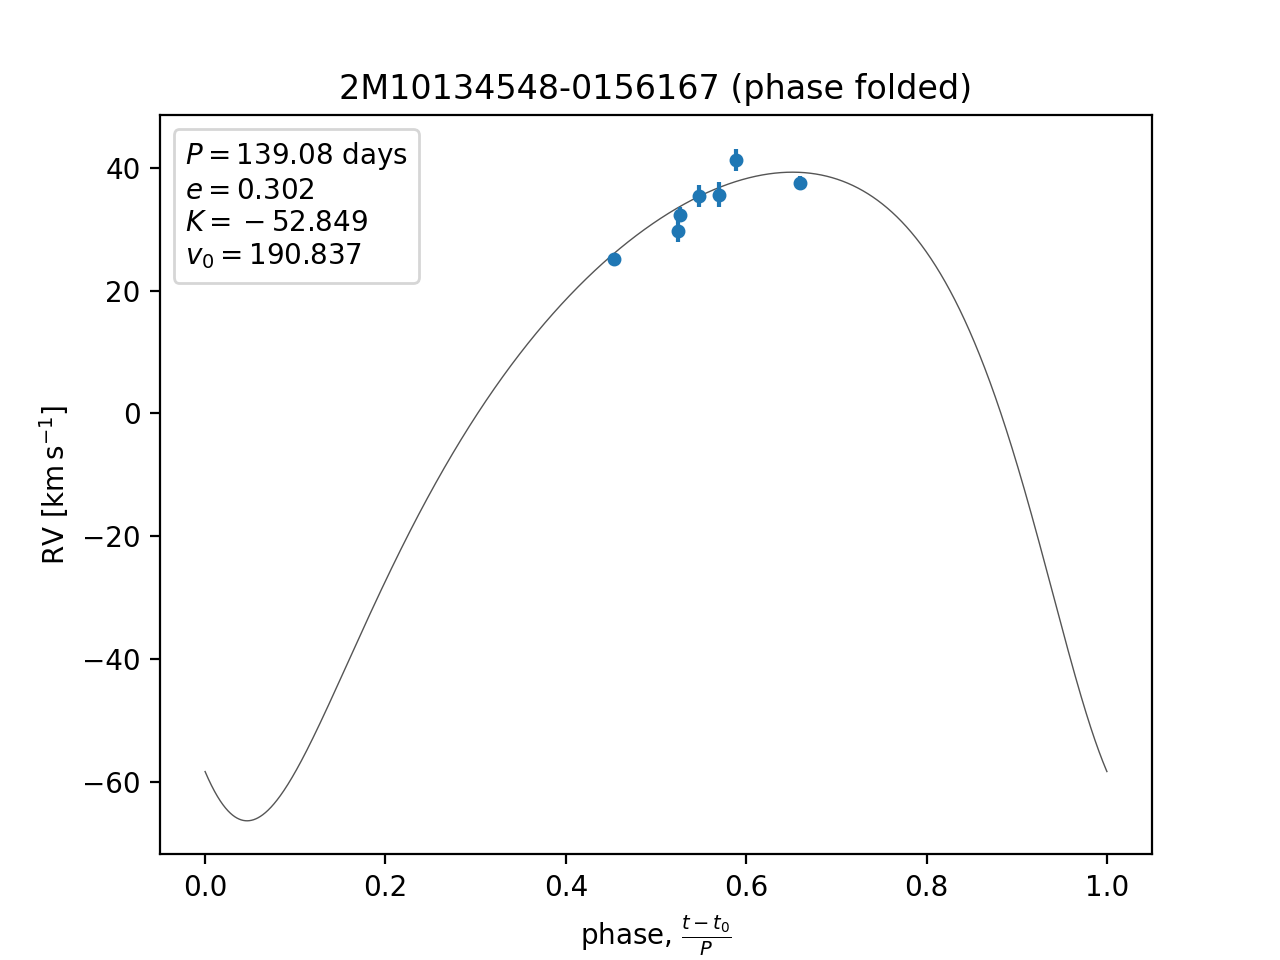 2M10134548-0156167 (phase folded)
P = 139.08 days
e = 0.302
K = −52.849
v₀ = 190.837
40
20
0
−20
−40
−60
RV [km s⁻¹]
0.0 0.2 0.4 0.6 0.8 1.0
phase, (t − t₀)/P